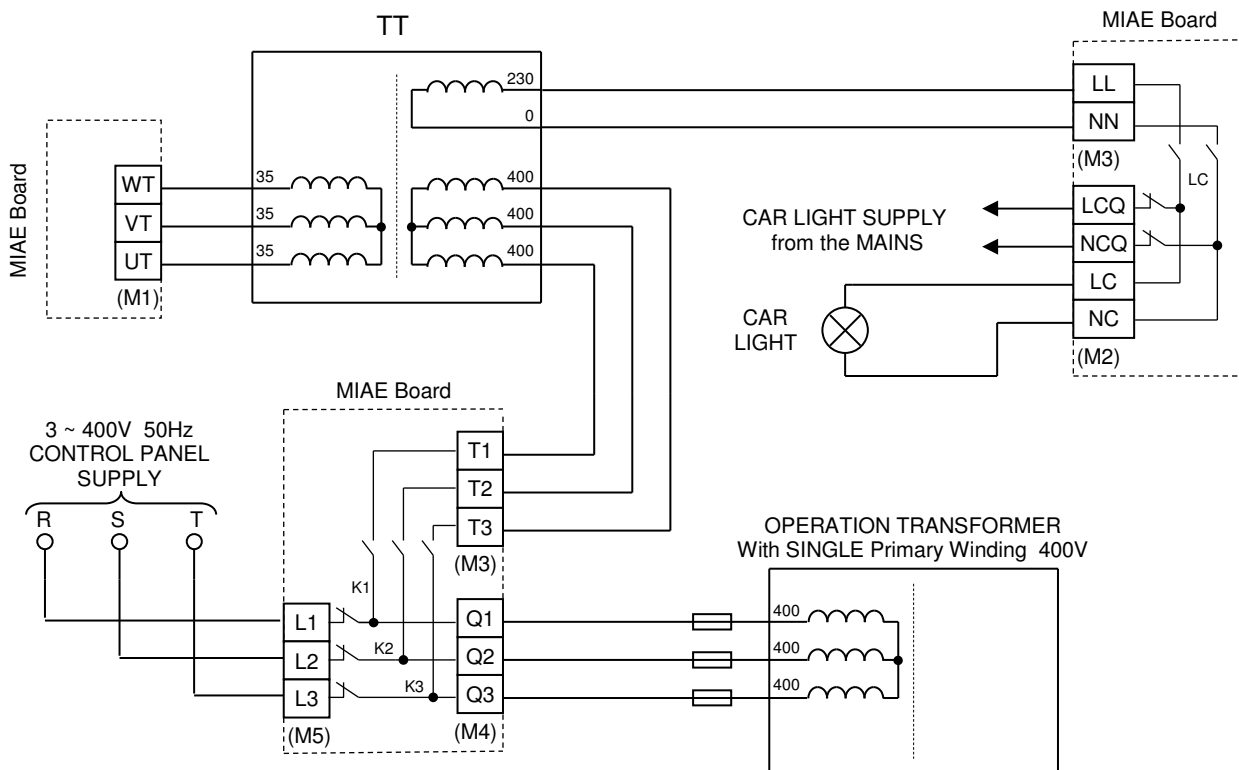 TT
MIAE Board
230
0
LL
NN
(M3)
LC
MIAE Board
WT
VT
UT
(M1)
35
35
35
400
400
400
CAR LIGHT SUPPLY
from the MAINS
LCQ
NCQ
LC
NC
(M2)
CAR
LIGHT
MIAE Board
3 ~ 400V 50Hz
CONTROL PANEL
SUPPLY
R S T
T1
T2
T3
(M3)
K1
K2
K3
L1
L2
L3
(M5)
Q1
Q2
Q3
(M4)
OPERATION TRANSFORMER
With SINGLE Primary Winding 400V
400
400
400